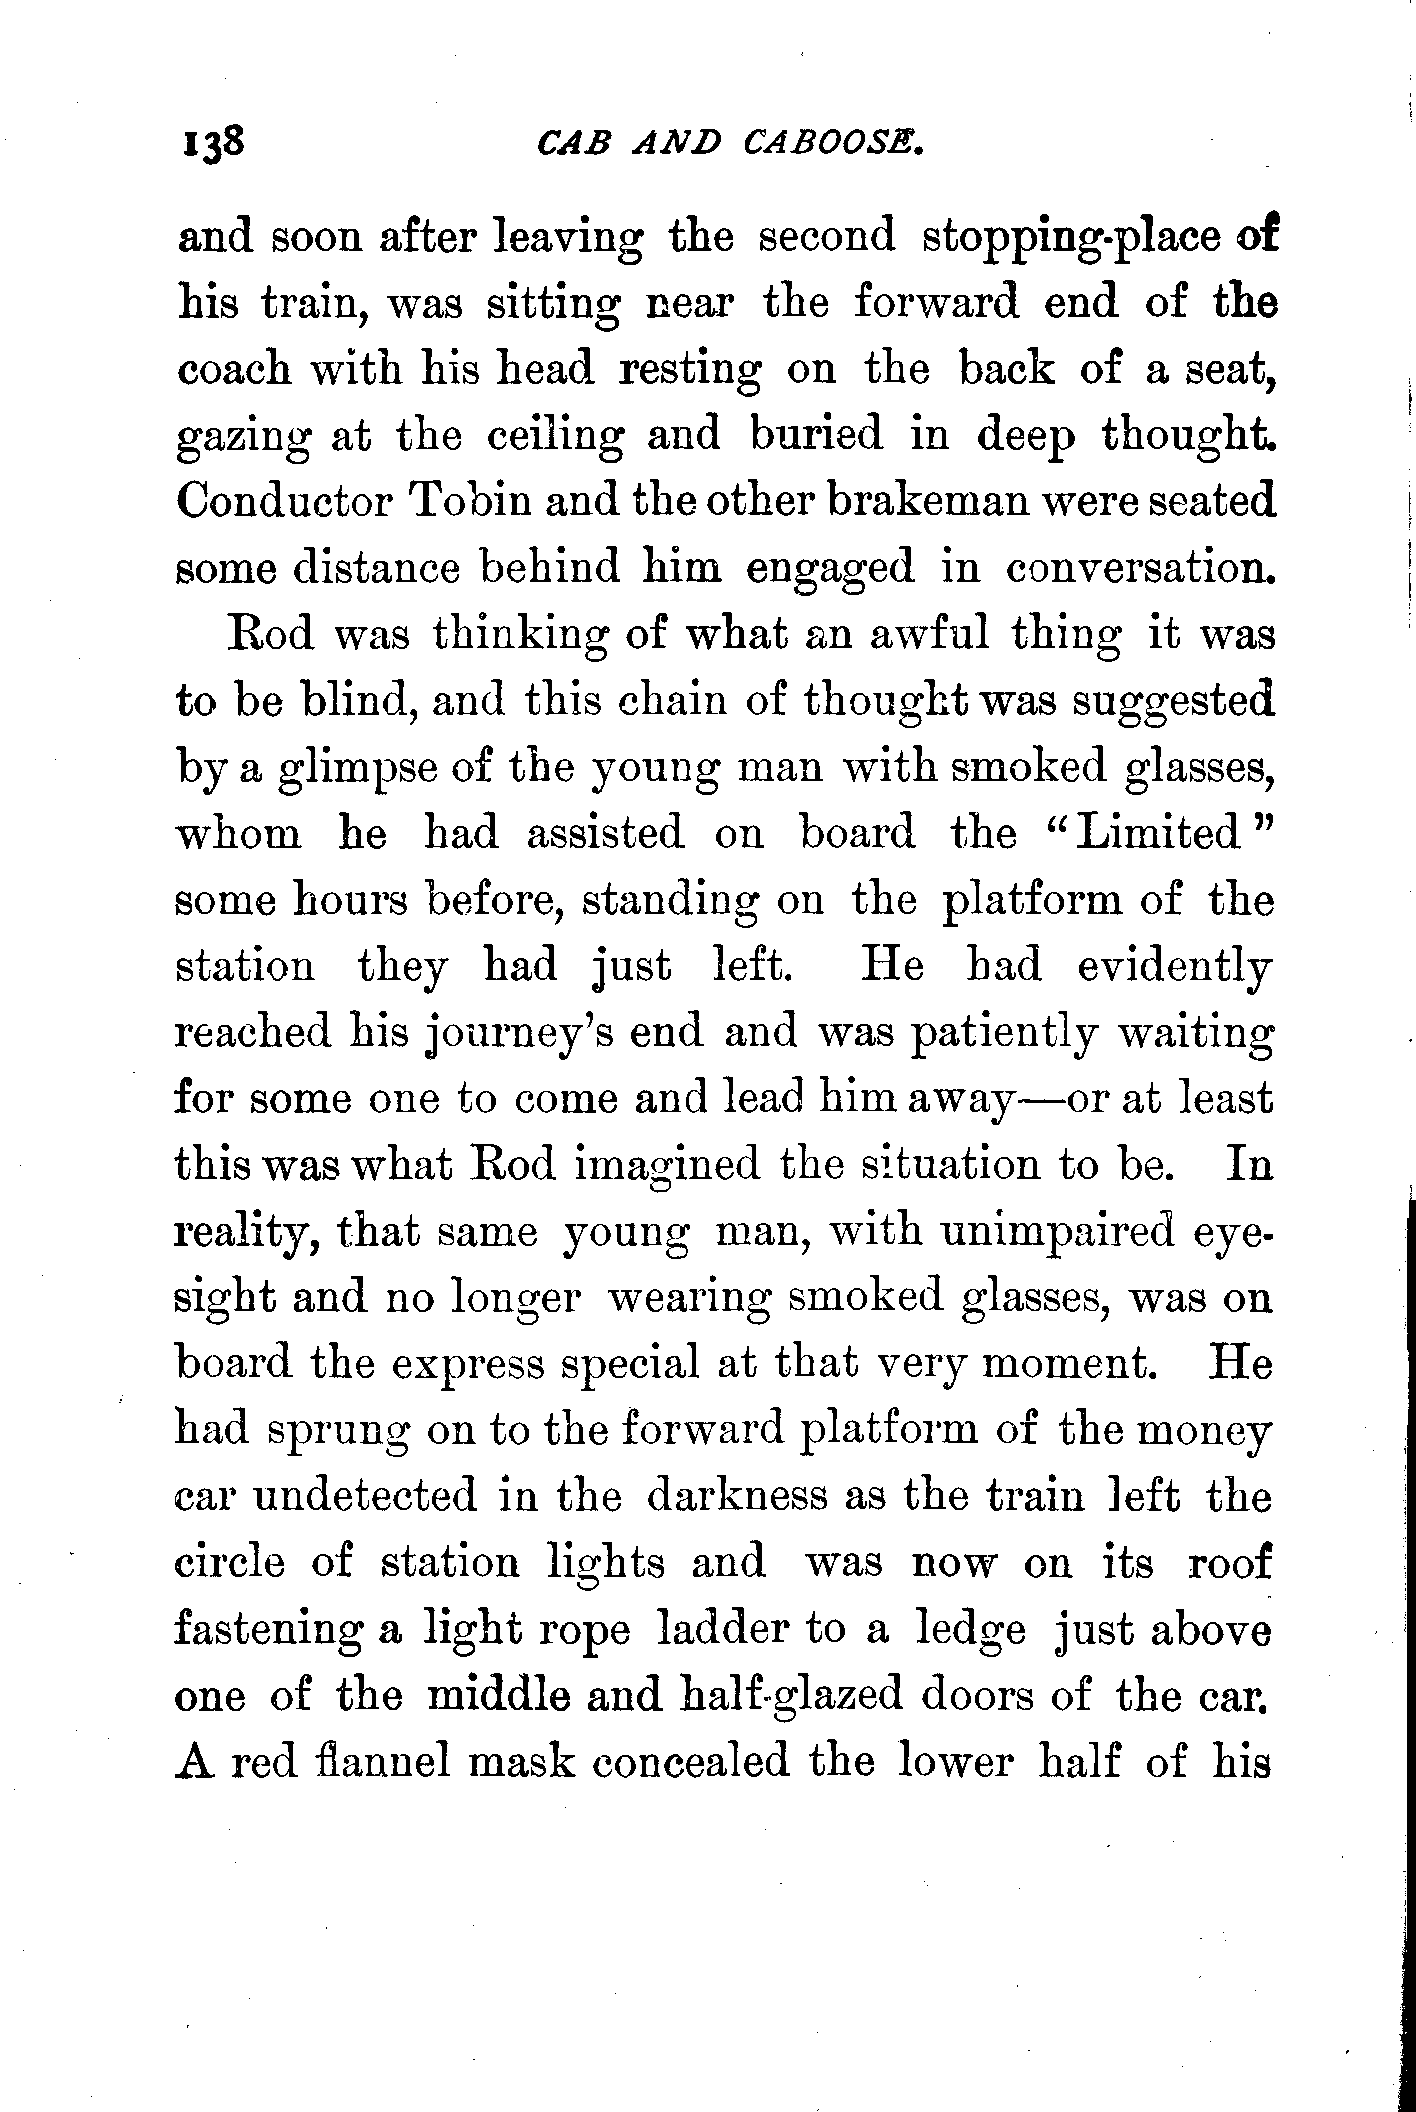 138 CAB AND CABOOSE.
and soon after leaving the second stopping-place of
his train, was sitting near the forward end of the
coach with his head resting on the back of a seat,
gazing at the ceiling and buried in deep thought.
Conductor Tobin and the other brakeman were seated
some distance behind him engaged in conversation.
Rod was thinking of what an awful thing it was
to be blind, and this chain of thought was suggested
by a glimpse of the young man with smoked glasses,
whom he had assisted on board the “Limited”
some hours before, standing on the platform of the
station they had just left. He had evidently
reached his journey’s end and was patiently waiting
for some one to come and lead him away—or at least
this was what Rod imagined the situation to be. In
reality, that same young man, with unimpaired eye-
sight and no longer wearing smoked glasses, was on
board the express special at that very moment. He
had sprung on to the forward platform of the money
car undetected in the darkness as the train left the
circle of station lights and was now on its roof
fastening a light rope ladder to a ledge just above
one of the middle and half-glazed doors of the car.
A red flannel mask concealed the lower half of his